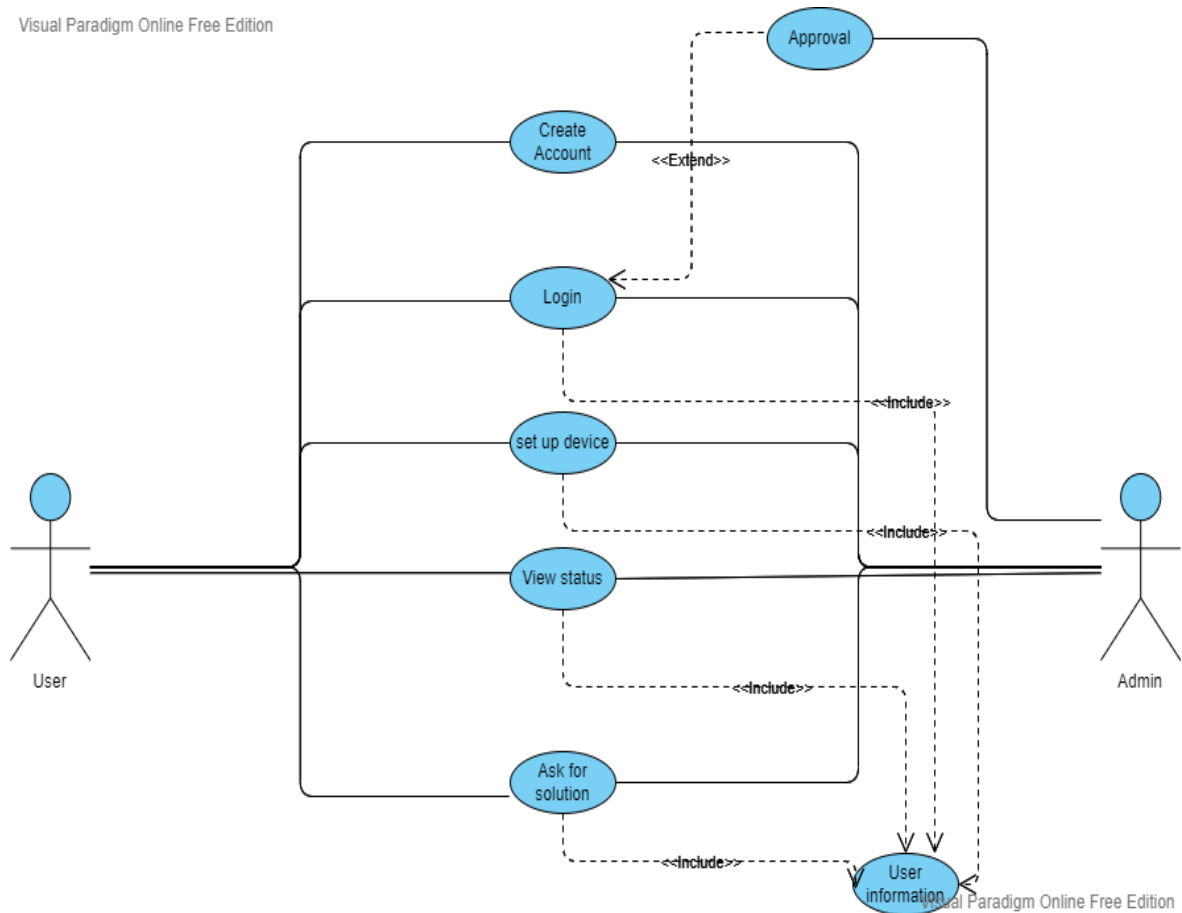 Visual Paradigm Online Free Edition
Approval
Create
Account
<<Extend>>
Login
<<Include>>
set up device
<<Include>>
View status
User
Admin
<<Include>>
Ask for
solution
<<Include>>
User
information
Visual Paradigm Online Free Edition